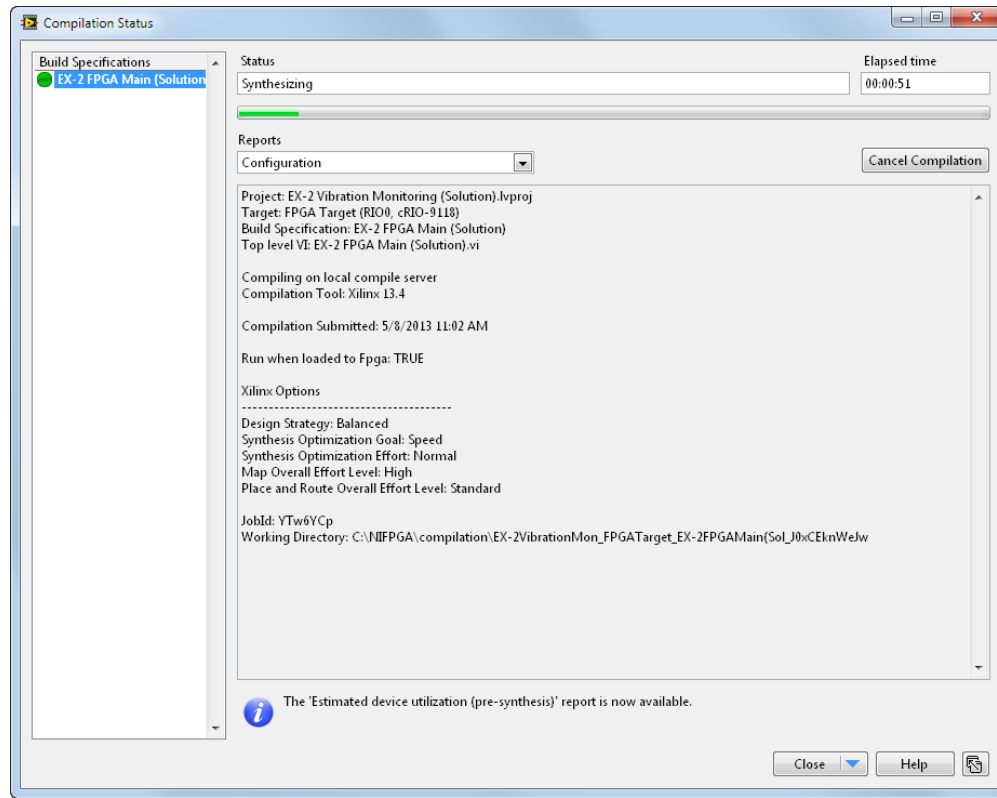 Compilation Status
Build Specifications
EX-2 FPGA Main (Solution
Status
Elapsed time
Synthesizing
00:00:51
Reports
Configuration
Cancel Compilation
Project: EX-2 Vibration Monitoring (Solution).lvproj
Target: FPGA Target (RIO0, cRIO-9118)
Build Specification: EX-2 FPGA Main (Solution)
Top level VI: EX-2 FPGA Main (Solution).vi
Compiling on local compile server
Compilation Tool: Xilinx 13.4
Compilation Submitted: 5/8/2013 11:02 AM
Run when loaded to Fpga: TRUE
Xilinx Options
---------------------------------------
Design Strategy: Balanced
Synthesis Optimization Goal: Speed
Synthesis Optimization Effort: Normal
Map Overall Effort Level: High
Place and Route Overall Effort Level: Standard
JobId: YTw6YCp
Working Directory: C:\NIFPGA\compilation\EX-2VibrationMon_FPGATarget_EX-2FPGAMain(Sol_J0xCEknWeJw
The 'Estimated device utilization (pre-synthesis)' report is now available.
Close
Help